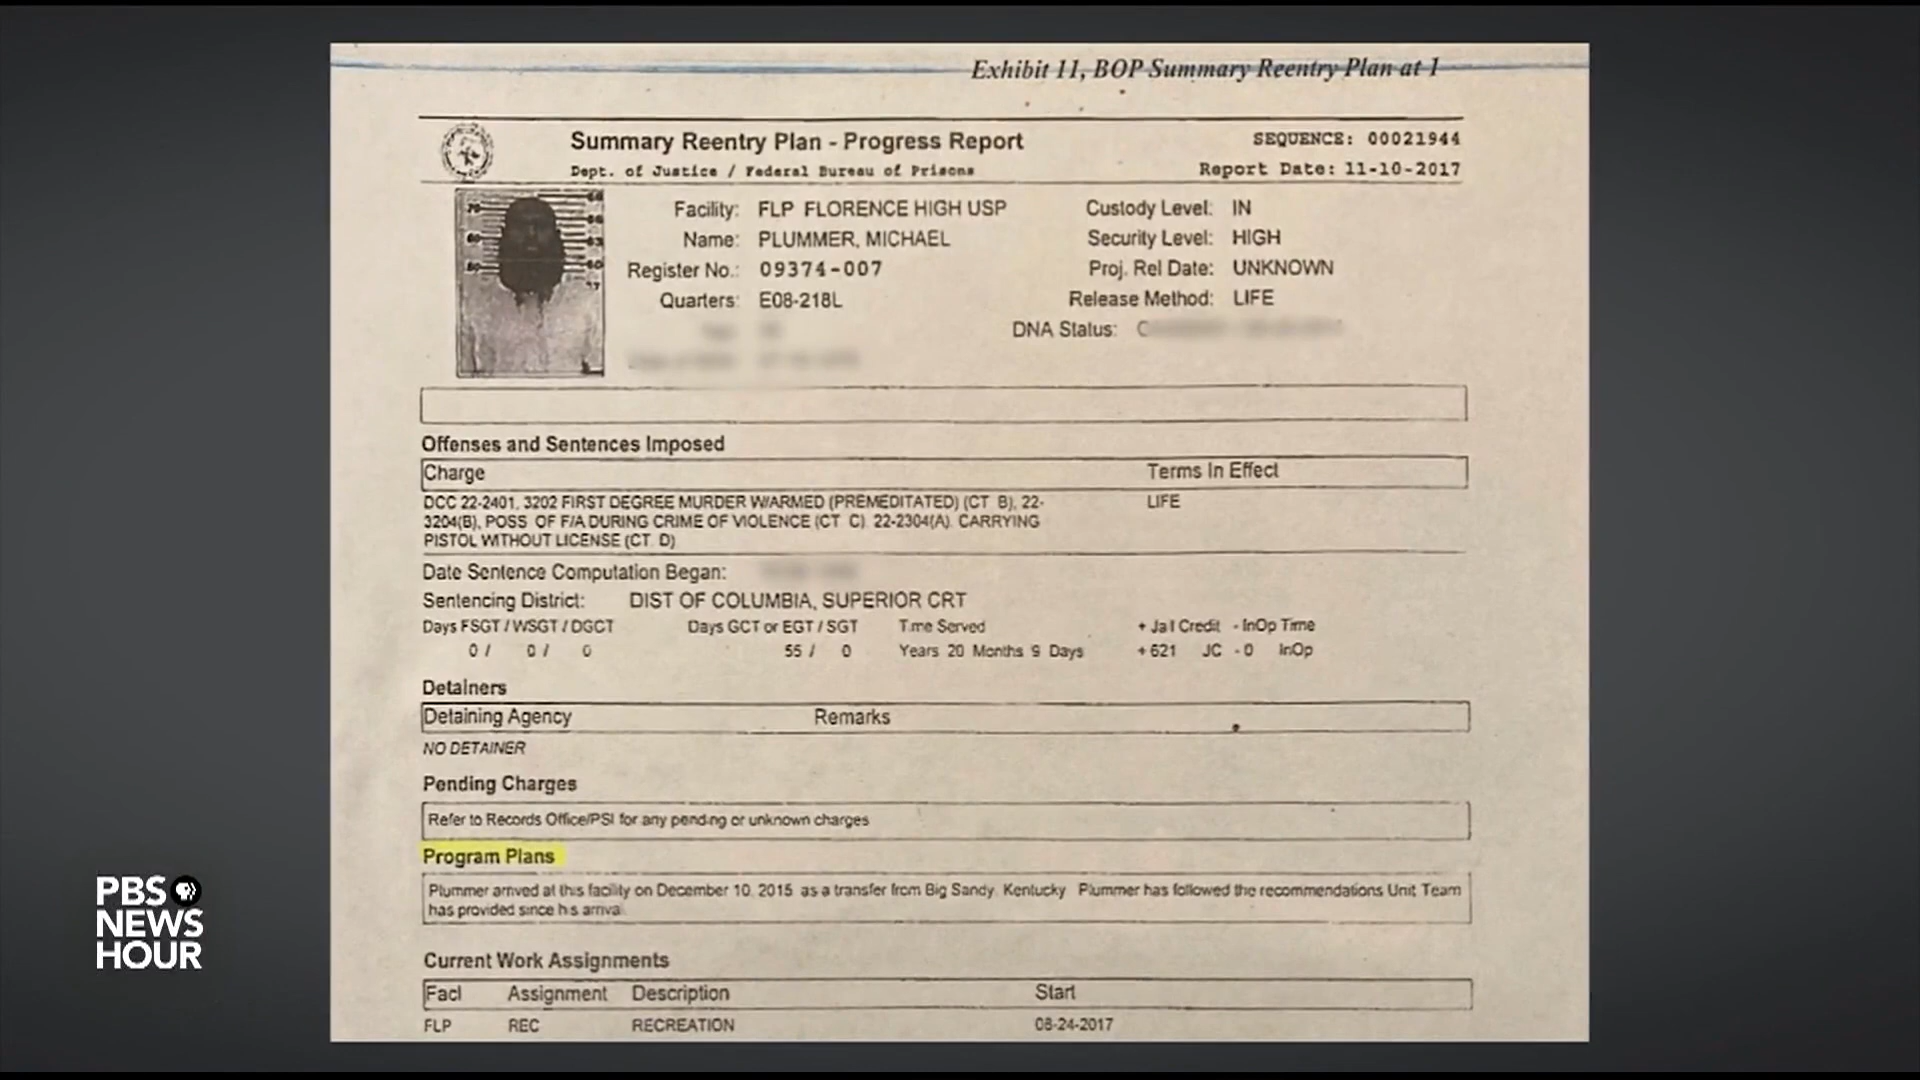 Exhibit 11, BOP Summary Reentry Plan at 1
Summary Reentry Plan - Progress Report
SEQUENCE: 00021944
Dept. of Justice / Federal Bureau of Prisons
Report Date: 11-10-2017
Facility: FLP FLORENCE HIGH USP
Custody Level: IN
Name: PLUMMER, MICHAEL
Security Level: HIGH
Register No.: 09374-007
Proj. Rel Date: UNKNOWN
Quarters: E08-218L
Release Method: LIFE
DNA Status:
Offenses and Sentences Imposed
Charge Terms In Effect
DCC 22-2401, 3202 FIRST DEGREE MURDER W/ARMED (PREMEDITATED) (CT B), 22- LIFE
3204(B), POSS OF F/A DURING CRIME OF VIOLENCE (CT C) 22-2304(A) CARRYING
PISTOL WITHOUT LICENSE (CT D)
Date Sentence Computation Began:
Sentencing District: DIST OF COLUMBIA, SUPERIOR CRT
Days FSGT / WSGT / DGCT Days GCT or EGT / SGT Time Served + Jail Credit - InOp Time
0 / 0 / 0 55 / 0 Years 20 Months 9 Days + 621 JC - 0 InOp
Detainers
Detaining Agency Remarks
NO DETAINER
Pending Charges
Refer to Records Office/PSI for any pending or unknown charges
Program Plans
Plummer arrived at this facility on December 10, 2015 as a transfer from Big Sandy, Kentucky Plummer has followed the recommendations Unit Team
has provided since his arrival
Current Work Assignments
Facl Assignment Description Start
FLP REC RECREATION 08-24-2017
PBS
NEWS
HOUR